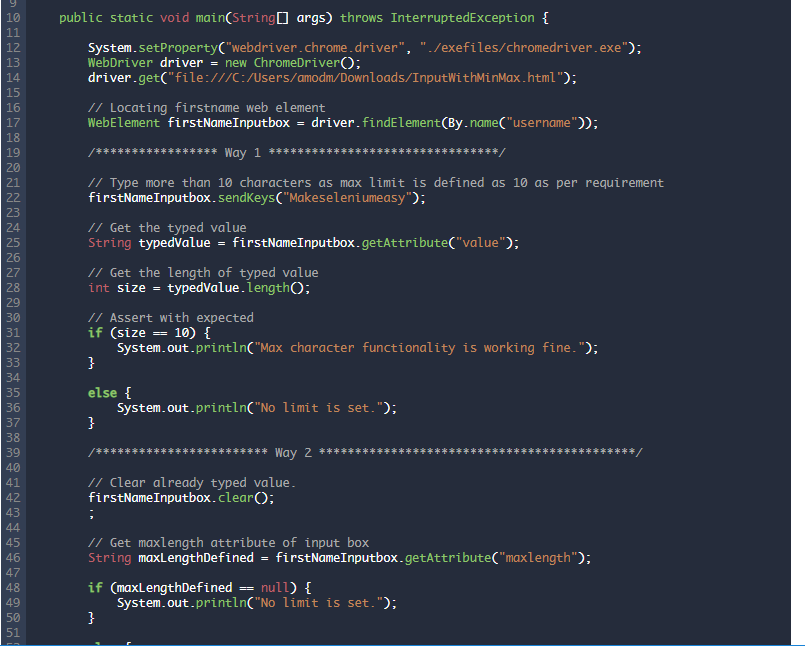 9
10 public static void main(String[] args) throws InterruptedException {
11
12 System.setProperty("webdriver.chrome.driver", "./exefiles/chromedriver.exe");
13 WebDriver driver = new ChromeDriver();
14 driver.get("file:///C:/Users/amodm/Downloads/InputWithMinMax.html");
15
16 // Locating firstname web element
17 WebElement firstNameInputbox = driver.findElement(By.name("username"));
18
19 /***************** Way 1 ********************************/
20
21 // Type more than 10 characters as max limit is defined as 10 as per requirement
22 firstNameInputbox.sendKeys("Makeseleniumeasy");
23
24 // Get the typed value
25 String typedValue = firstNameInputbox.getAttribute("value");
26
27 // Get the length of typed value
28 int size = typedValue.length();
29
30 // Assert with expected
31 if (size == 10) {
32 System.out.println("Max character functionality is working fine.");
33 }
34
35 else {
36 System.out.println("No limit is set.");
37 }
38
39 /************************ Way 2 ********************************************/
40
41 // Clear already typed value.
42 firstNameInputbox.clear();
43 ;
44
45 // Get maxlength attribute of input box
46 String maxLengthDefined = firstNameInputbox.getAttribute("maxlength");
47
48 if (maxLengthDefined == null) {
49 System.out.println("No limit is set.");
50 }
51